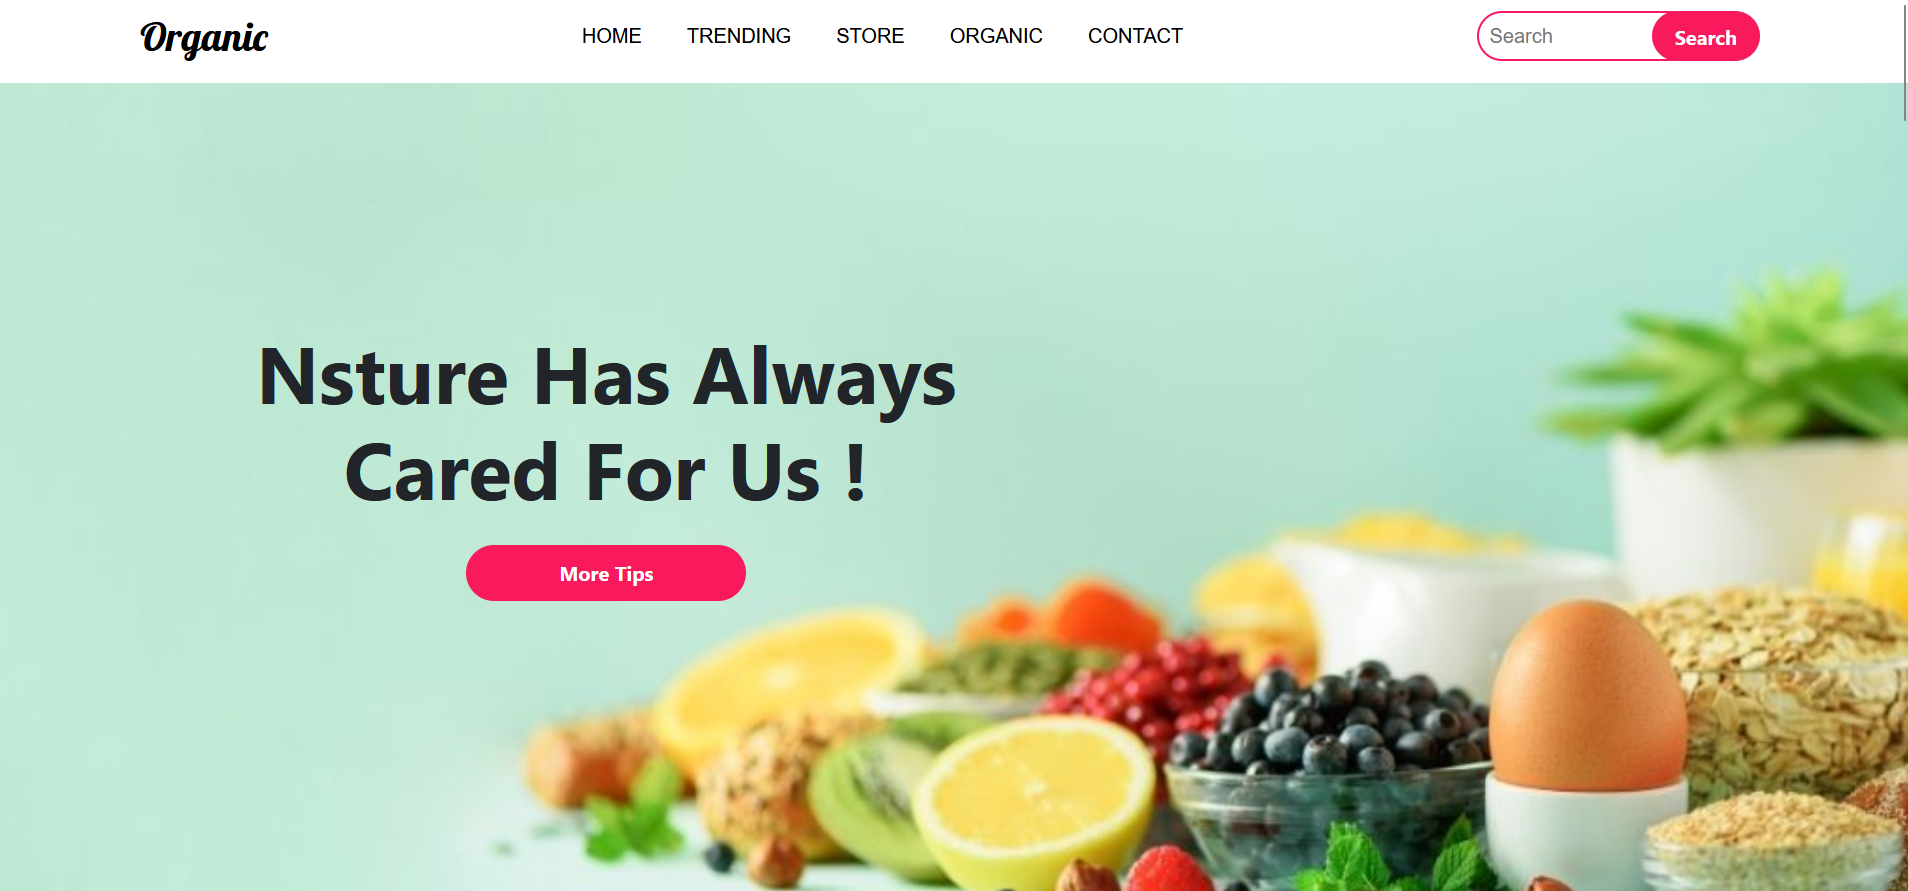 Organic
HOME TRENDING STORE ORGANIC CONTACT
Search Search
Nsture Has Always
Cared For Us !
More Tips